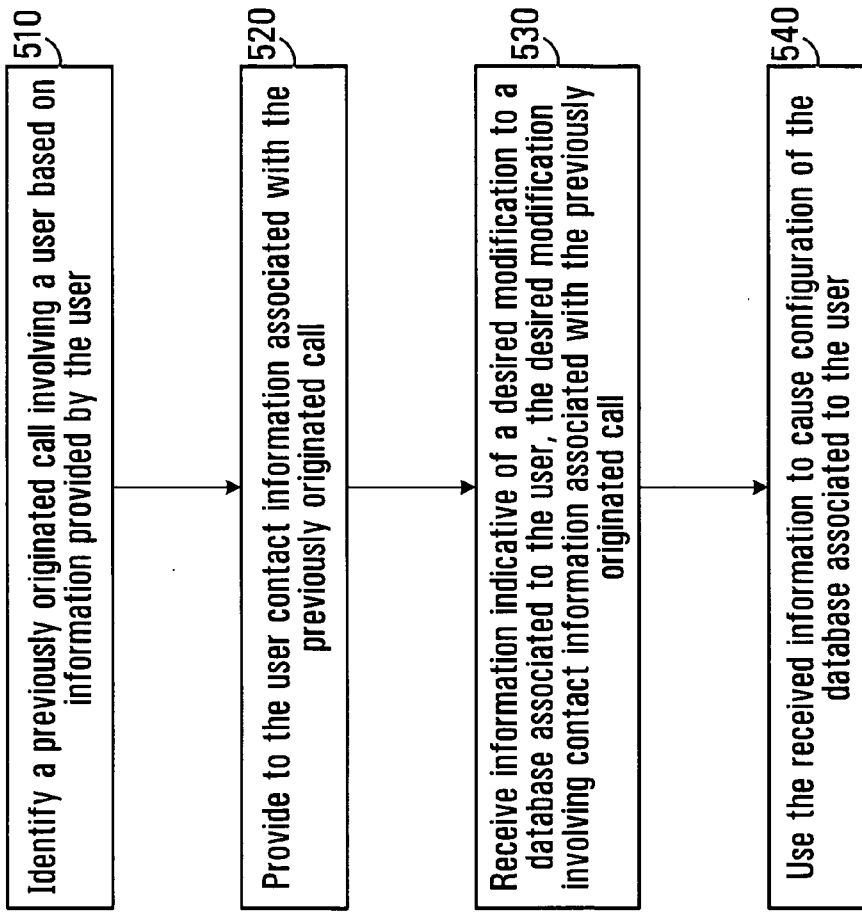 510
Identify a previously originated call involving a user based on
information provided by the user
520
Provide to the user contact information associated with the
previously originated call
530
Receive information indicative of a desired modification to a
database associated to the user, the desired modification
involving contact information associated with the previously
originated call
540
Use the received information to cause configuration of the
database associated to the user